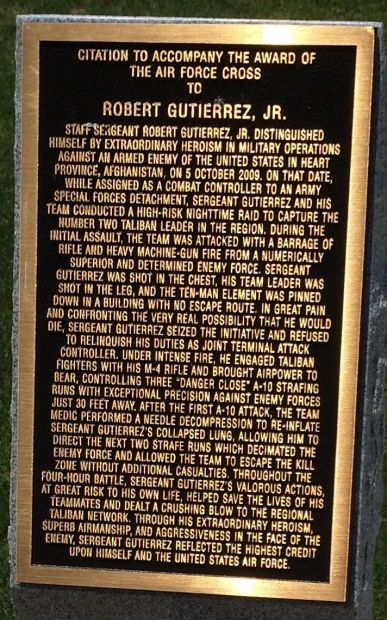 CITATION TO ACCOMPANY THE AWARD OF
THE AIR FORCE CROSS
TO
ROBERT GUTIERREZ, JR.
STAFF SERGEANT ROBERT GUTIERREZ, JR. DISTINGUISHED
HIMSELF BY EXTRAORDINARY HEROISM IN MILITARY OPERATIONS
AGAINST AN ARMED ENEMY OF THE UNITED STATES IN HEART
PROVINCE, AFGHANISTAN, ON 5 OCTOBER 2009. ON THAT DATE,
WHILE ASSIGNED AS A COMBAT CONTROLLER TO AN ARMY
SPECIAL FORCES DETACHMENT, SERGEANT GUTIERREZ AND HIS
TEAM CONDUCTED A HIGH-RISK NIGHTTIME RAID TO CAPTURE THE
NUMBER TWO TALIBAN LEADER IN THE REGION. DURING THE
INITIAL ASSAULT, THE TEAM WAS ATTACKED WITH A BARRAGE OF
RIFLE AND HEAVY MACHINE-GUN FIRE FROM A NUMERICALLY
SUPERIOR AND DETERMINED ENEMY FORCE. SERGEANT
GUTIERREZ WAS SHOT IN THE CHEST, HIS TEAM LEADER WAS
SHOT IN THE LEG, AND THE TEN-MAN ELEMENT WAS PINNED
DOWN IN A BUILDING WITH NO ESCAPE ROUTE. IN GREAT PAIN
AND CONFRONTING THE VERY REAL POSSIBILITY THAT HE WOULD
DIE, SERGEANT GUTIERREZ SEIZED THE INITIATIVE AND REFUSED
TO RELINQUISH HIS DUTIES AS JOINT TERMINAL ATTACK
CONTROLLER. UNDER INTENSE FIRE, HE ENGAGED TALIBAN
FIGHTERS WITH HIS M-4 RIFLE AND BROUGHT AIRPOWER TO
BEAR, CONTROLLING THREE "DANGER CLOSE" A-10 STRAFING
RUNS WITH EXCEPTIONAL PRECISION AGAINST ENEMY FORCES
JUST 30 FEET AWAY. AFTER THE FIRST A-10 ATTACK, THE TEAM
MEDIC PERFORMED A NEEDLE DECOMPRESSION TO RE-INFLATE
SERGEANT GUTIERREZ'S COLLAPSED LUNG, ALLOWING HIM TO
DIRECT THE NEXT TWO STRAFE RUNS WHICH DECIMATED THE
ENEMY FORCE AND ALLOWED THE TEAM TO ESCAPE THE KILL
ZONE WITHOUT ADDITIONAL CASUALTIES. THROUGHOUT THE
FOUR-HOUR BATTLE, SERGEANT GUTIERREZ'S VALOROUS ACTIONS,
AT GREAT RISK TO HIS OWN LIFE, HELPED SAVE THE LIVES OF HIS
TEAMMATES AND DEALT A CRUSHING BLOW TO THE REGIONAL
TALIBAN NETWORK. THROUGH HIS EXTRAORDINARY HEROISM,
SUPERB AIRMANSHIP, AND AGGRESSIVENESS IN THE FACE OF THE
ENEMY, SERGEANT GUTIERREZ REFLECTED THE HIGHEST CREDIT
UPON HIMSELF AND THE UNITED STATES AIR FORCE.